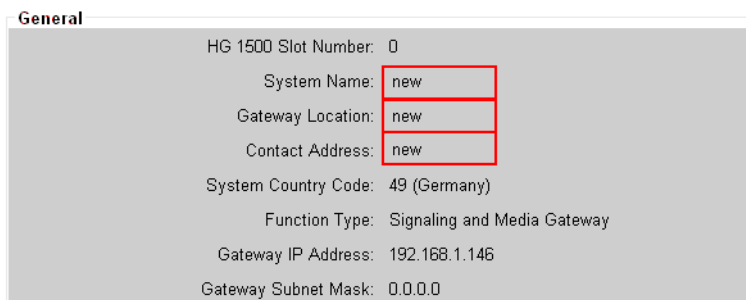 General
HG 1500 Slot Number: 0
System Name: new
Gateway Location: new
Contact Address: new
System Country Code: 49 (Germany)
Function Type: Signaling and Media Gateway
Gateway IP Address: 192.168.1.146
Gateway Subnet Mask: 0.0.0.0